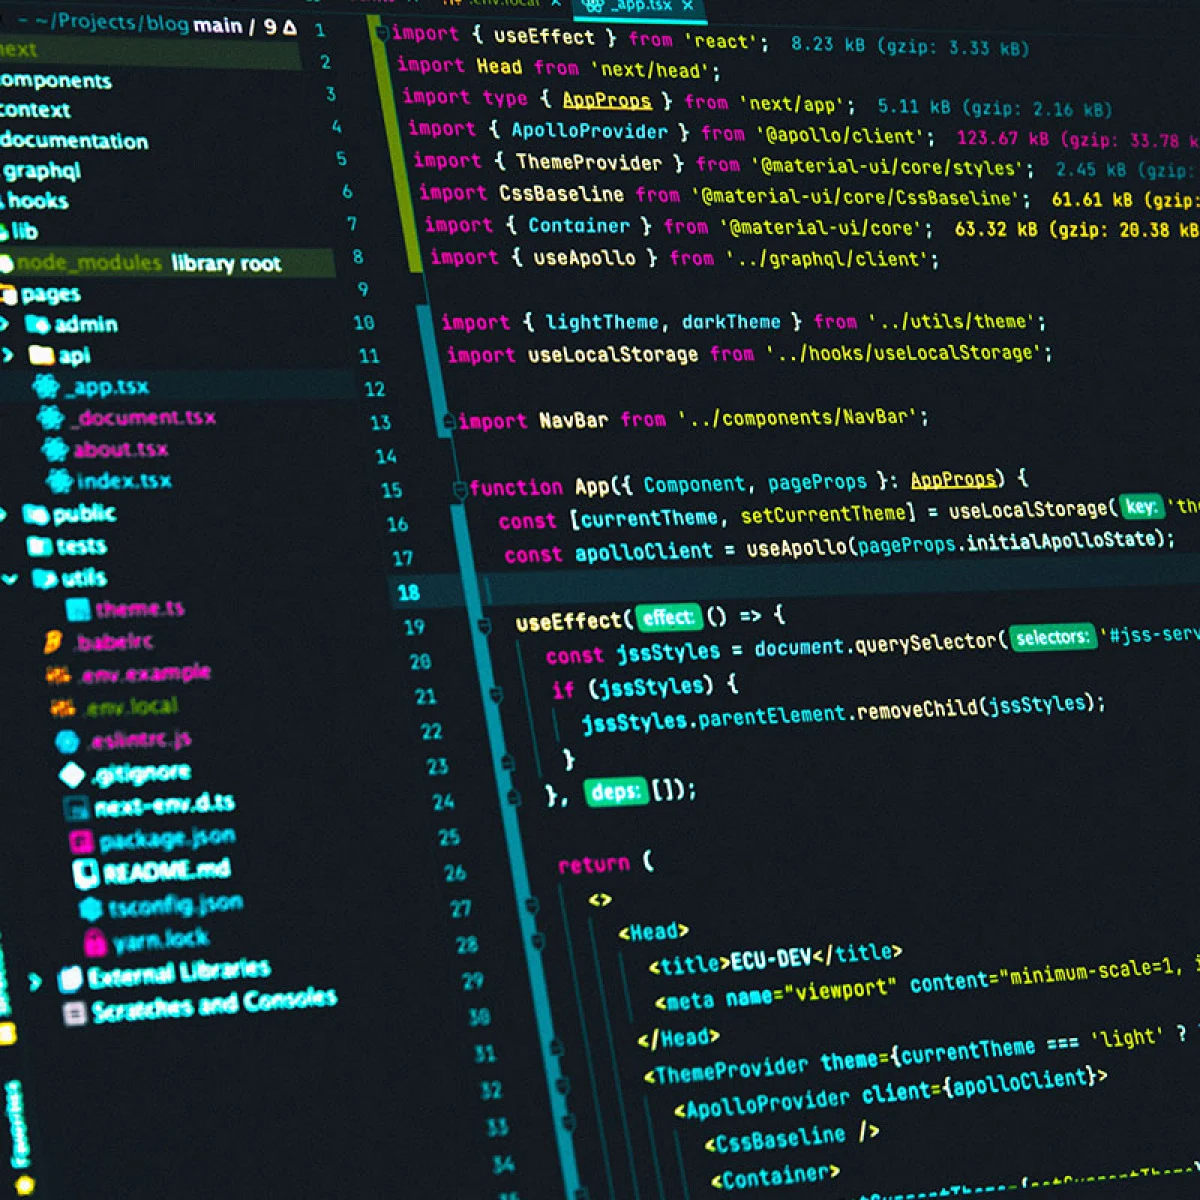 .env.local
_app.tsx
~/Projects/blog main / 9 Δ
next
components
context
documentation
graphql
hooks
lib
node_modules library root
pages
admin
api
_app.tsx
_document.tsx
about.tsx
index.tsx
public
tests
utils
theme.ts
.babelrc
.env.example
.env.local
.eslintrc.js
.gitignore
next-env.d.ts
package.json
README.md
tsconfig.json
yarn.lock
External Libraries
Scratches and Consoles
Favorites
1 import { useEffect } from 'react'; 8.23 kB (gzip: 3.33 kB)
2 import Head from 'next/head';
3 import type { AppProps } from 'next/app'; 5.11 kB (gzip: 2.16 kB)
4 import { ApolloProvider } from '@apollo/client'; 123.67 kB (gzip: 33.78 k
5 import { ThemeProvider } from '@material-ui/core/styles'; 2.45 kB (gzip:
6 import CssBaseline from '@material-ui/core/CssBaseline'; 61.61 kB (gzip:
7 import { Container } from '@material-ui/core'; 63.32 kB (gzip: 20.38 kB
8 import { useApollo } from '../graphql/client';
9
10 import { lightTheme, darkTheme } from '../utils/theme';
11 import useLocalStorage from '../hooks/useLocalStorage';
12
13 import NavBar from '../components/NavBar';
14
15 function App({ Component, pageProps }: AppProps) {
16 const [currentTheme, setCurrentTheme] = useLocalStorage( key: 'th
17 const apolloClient = useApollo(pageProps.initialApolloState);
18
19 useEffect( effect: () => {
20 const jssStyles = document.querySelector( selectors: '#jss-serv
21 if (jssStyles) {
22 jssStyles.parentElement.removeChild(jssStyles);
23 }
24 }, deps: []);
25
26 return (
27 <>
28 <Head>
29 <title>ECU-DEV</title>
30 <meta name="viewport" content="minimum-scale=1, i
31 </Head>
32 <ThemeProvider theme={currentTheme === 'light' ?
33 <ApolloProvider client={apolloClient}>
34 <CssBaseline />
<Container>